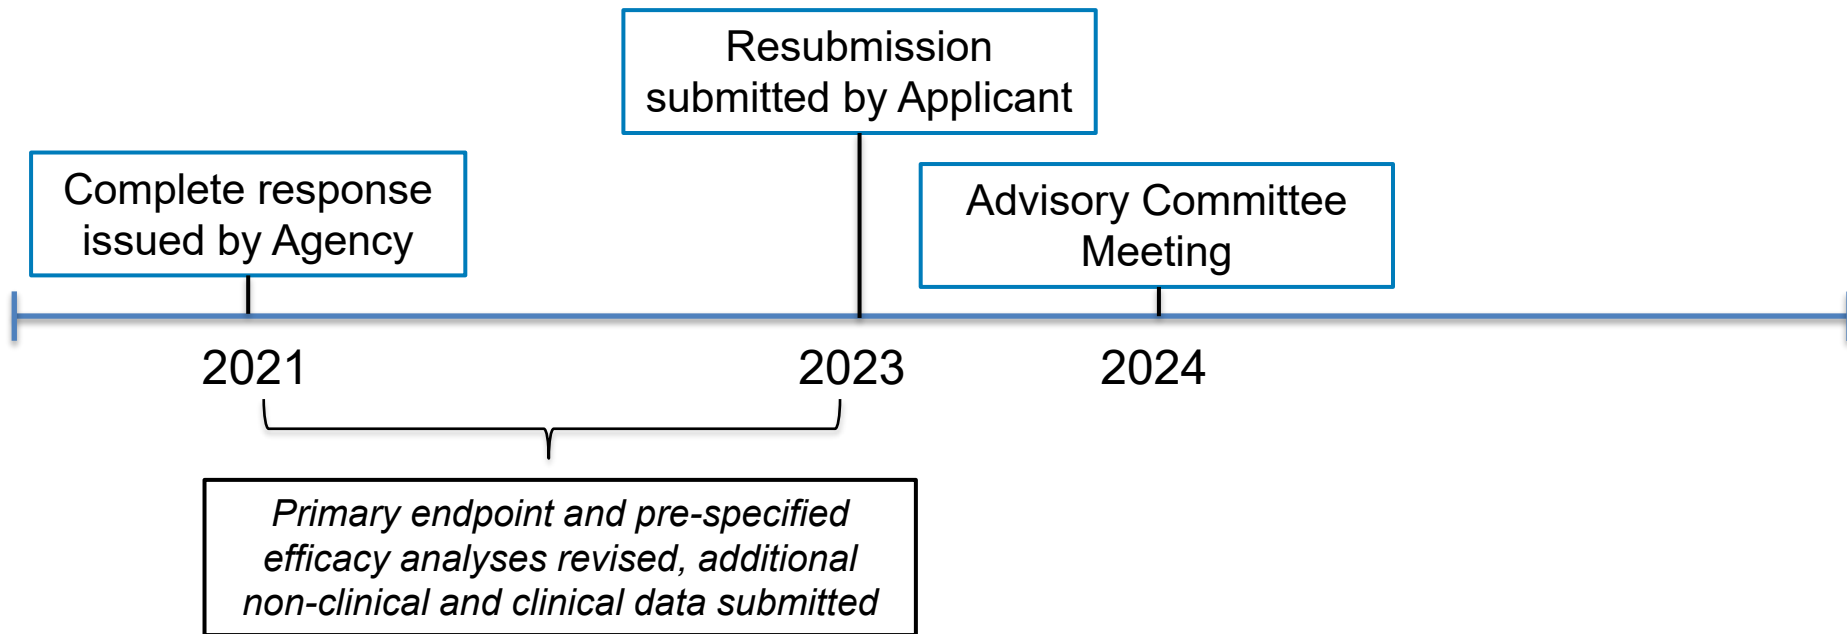 Resubmission
submitted by Applicant
Complete response
issued by Agency
Advisory Committee
Meeting
2021
2023
2024
Primary endpoint and pre-specified
efficacy analyses revised, additional
non-clinical and clinical data submitted